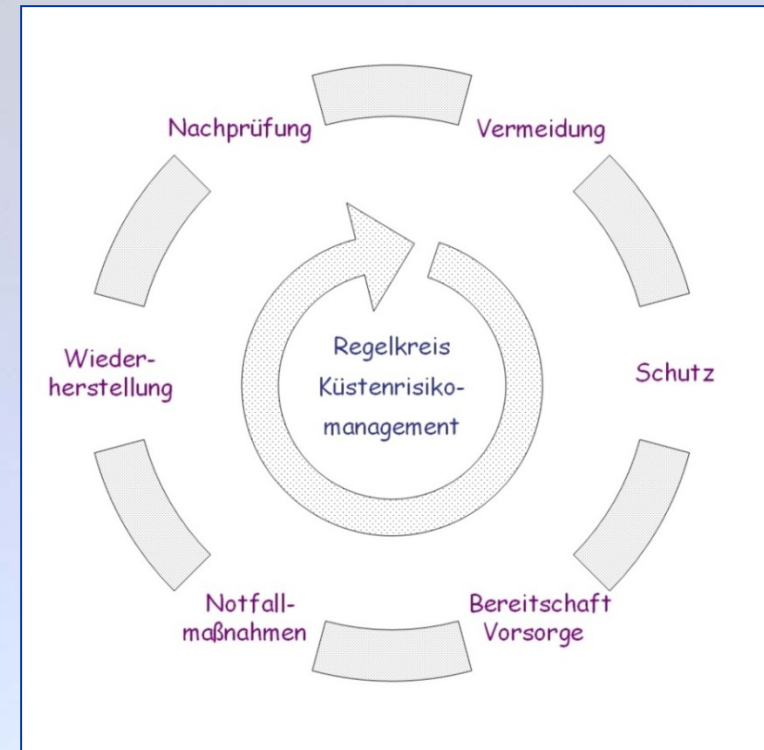 Nachprüfung
Vermeidung
Wieder-
herstellung
Regelkreis
Küstenrisiko-
management
Schutz
Notfall-
maßnahmen
Bereitschaft
Vorsorge